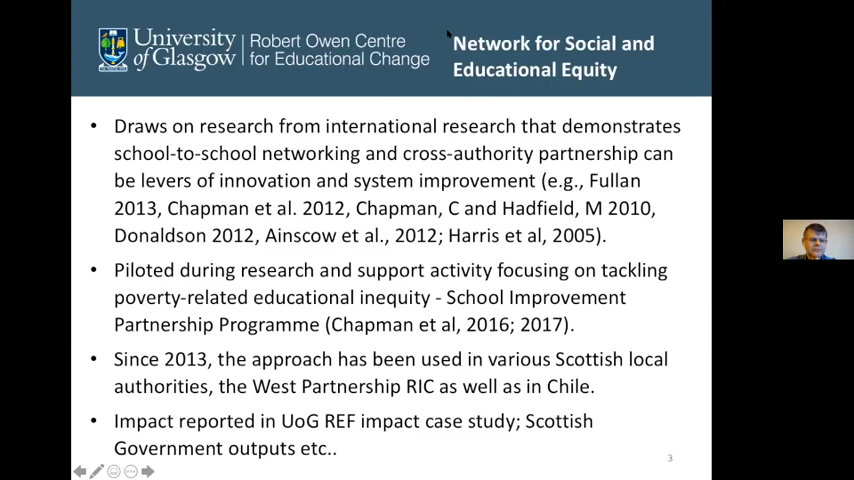 University
of Glasgow
Robert Owen Centre
for Educational Change
Network for Social and
Educational Equity
• Draws on research from international research that demonstrates
school-to-school networking and cross-authority partnership can
be levers of innovation and system improvement (e.g., Fullan
2013, Chapman et al. 2012, Chapman, C and Hadfield, M 2010,
Donaldson 2012, Ainscow et al., 2012; Harris et al, 2005).
• Piloted during research and support activity focusing on tackling
poverty-related educational inequity - School Improvement
Partnership Programme (Chapman et al, 2016; 2017).
• Since 2013, the approach has been used in various Scottish local
authorities, the West Partnership RIC as well as in Chile.
• Impact reported in UoG REF impact case study; Scottish
Government outputs etc..
3